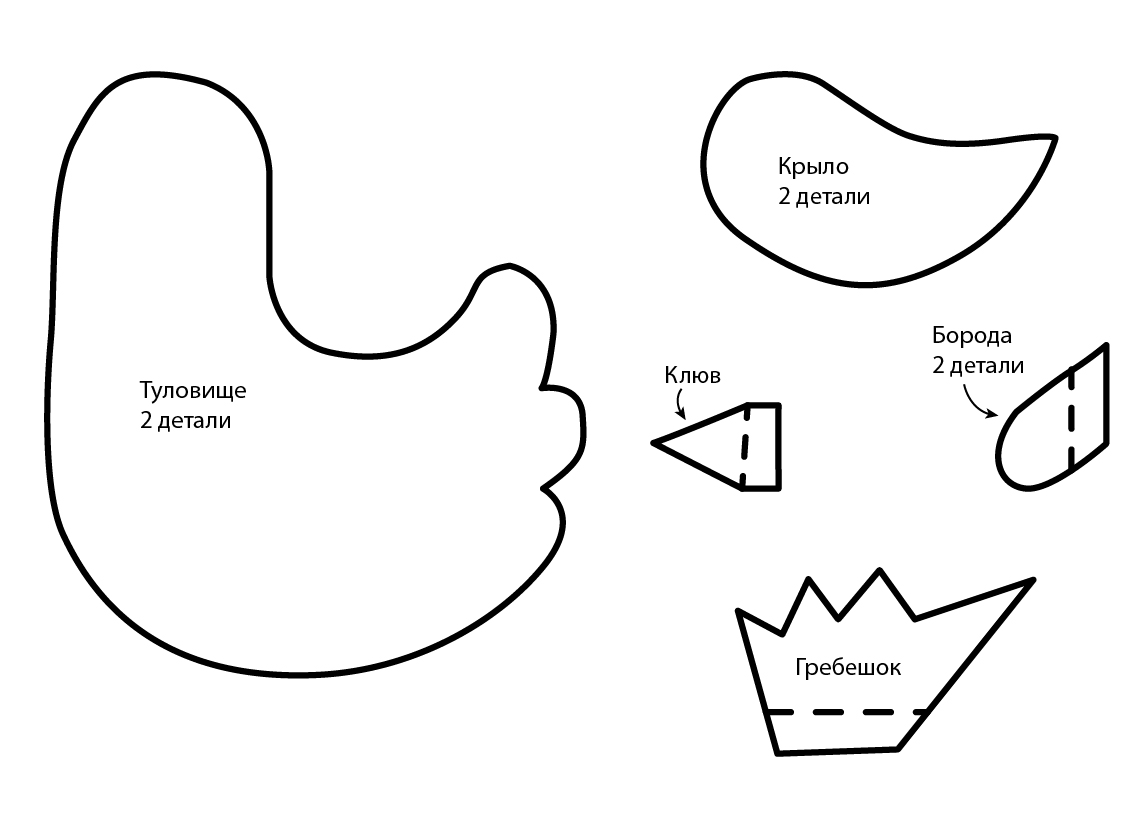 Крыло
2 детали
Борода
2 детали
Клюв
Туловище
2 детали
Гребешок